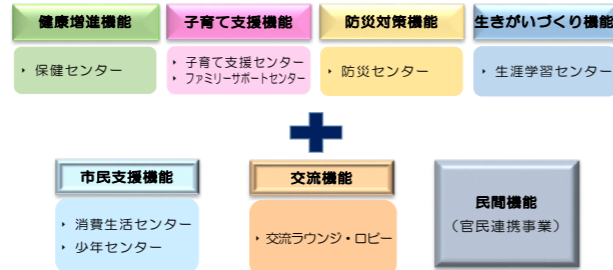 健康増進機能
子育て支援機能
防災対策機能
生きがいづくり機能
・ 保健センター
・ 子育て支援センター
・ ファミリーサポートセンター
・ 防災センター
・ 生涯学習センター
市民支援機能
交流機能
民間機能
（官民連携事業）
・ 消費生活センター
・ 少年センター
・ 交流ラウンジ・ロビー